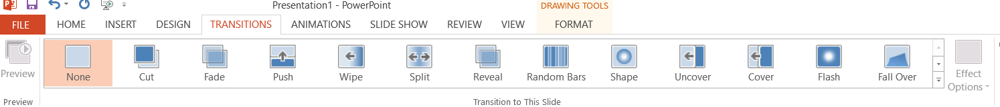 Presentation1 - PowerPoint
DRAWING TOOLS
FILE HOME INSERT DESIGN TRANSITIONS ANIMATIONS SLIDE SHOW REVIEW VIEW FORMAT
Preview
None Cut Fade Push Wipe Split Reveal Random Bars Shape Uncover Cover Flash Fall Over
Effect
Options
Preview
Transition to This Slide